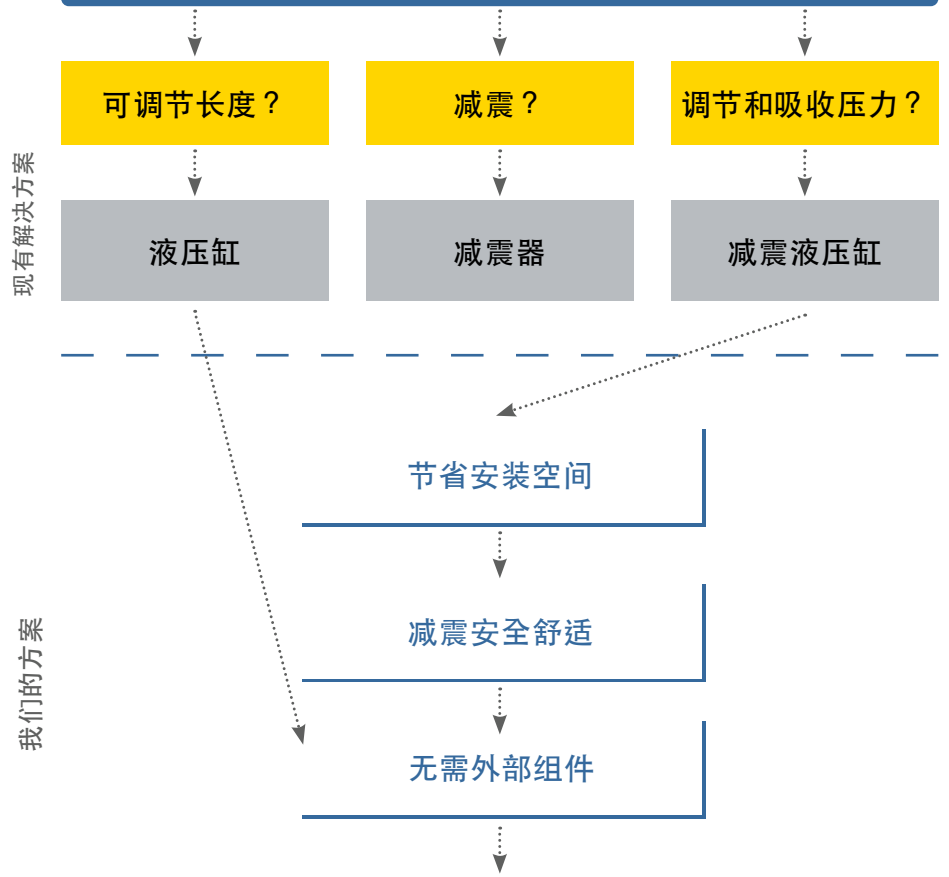 可调节长度？
减震？
调节和吸收压力？
现有解决方案
液压缸
减震器
减震液压缸
节省安装空间
减震安全舒适
我们的方案
无需外部组件